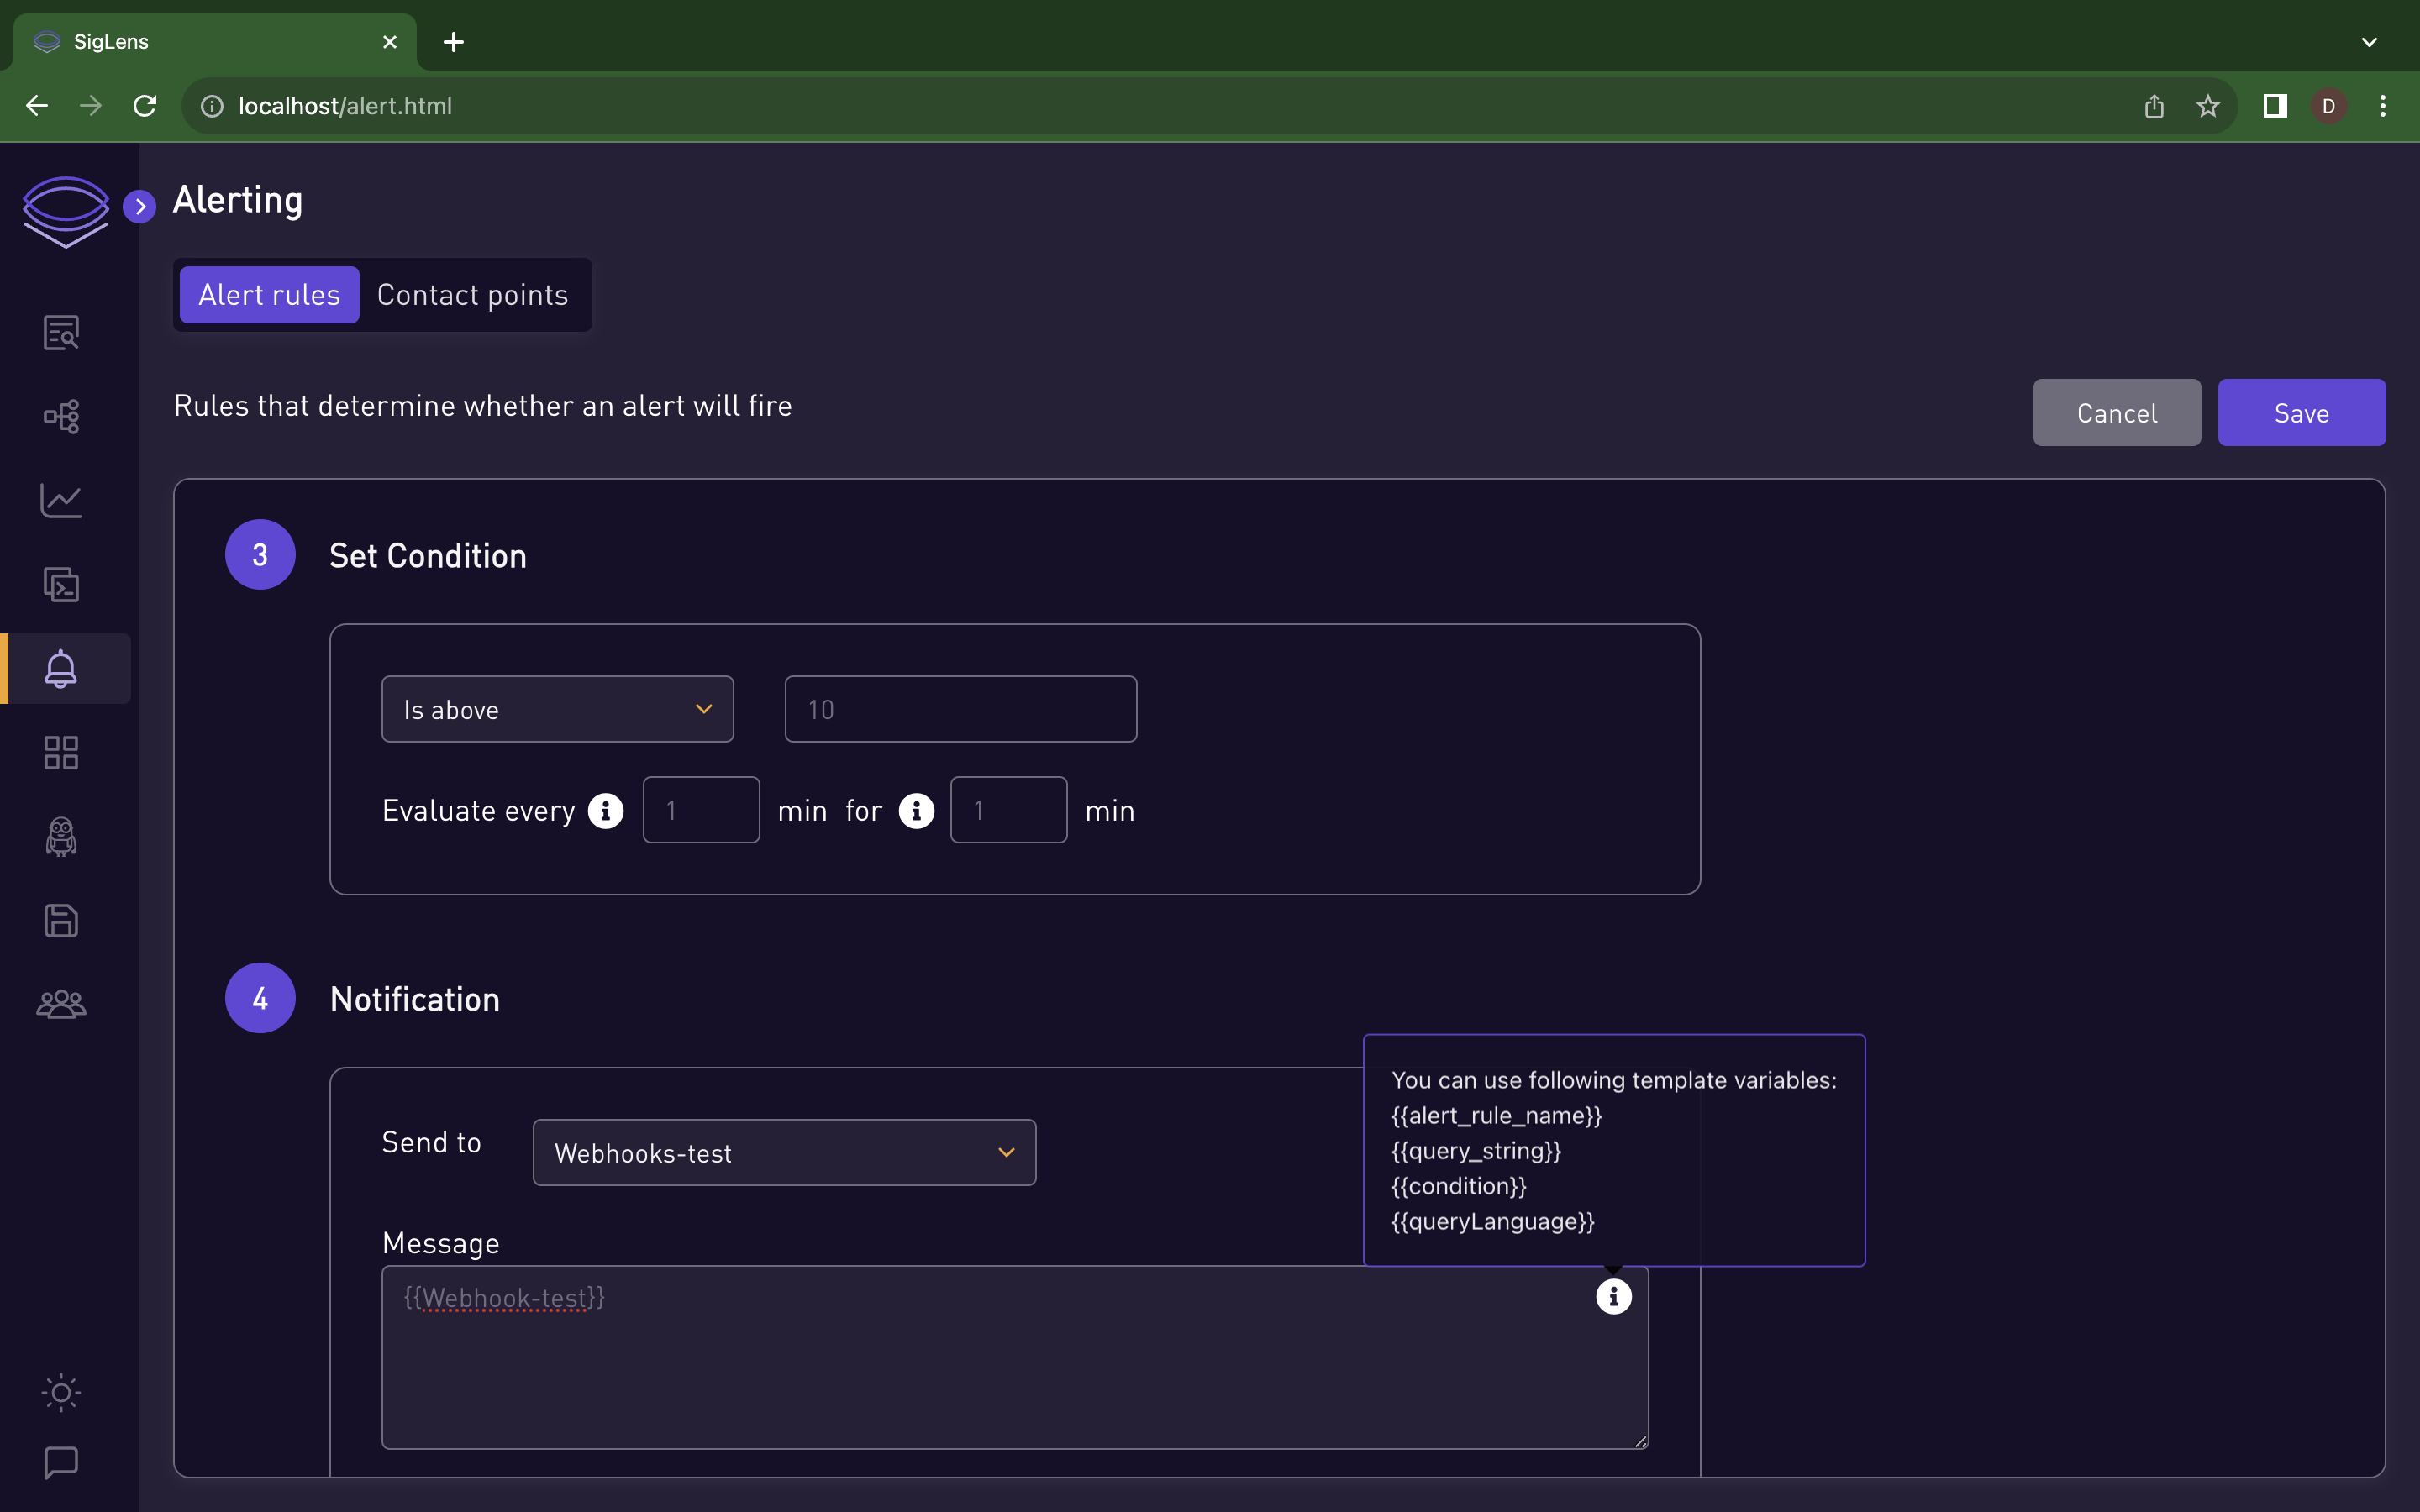 SigLens
localhost/alert.html
D
Alerting
Alert rules Contact points
Rules that determine whether an alert will fire
Cancel Save
3 Set Condition
Is above 10
Evaluate every 1 min for 1 min
4 Notification
You can use following template variables:
{{alert_rule_name}}
{{query_string}}
{{condition}}
{{queryLanguage}}
Send to Webhooks-test
Message
{{Webhook-test}}